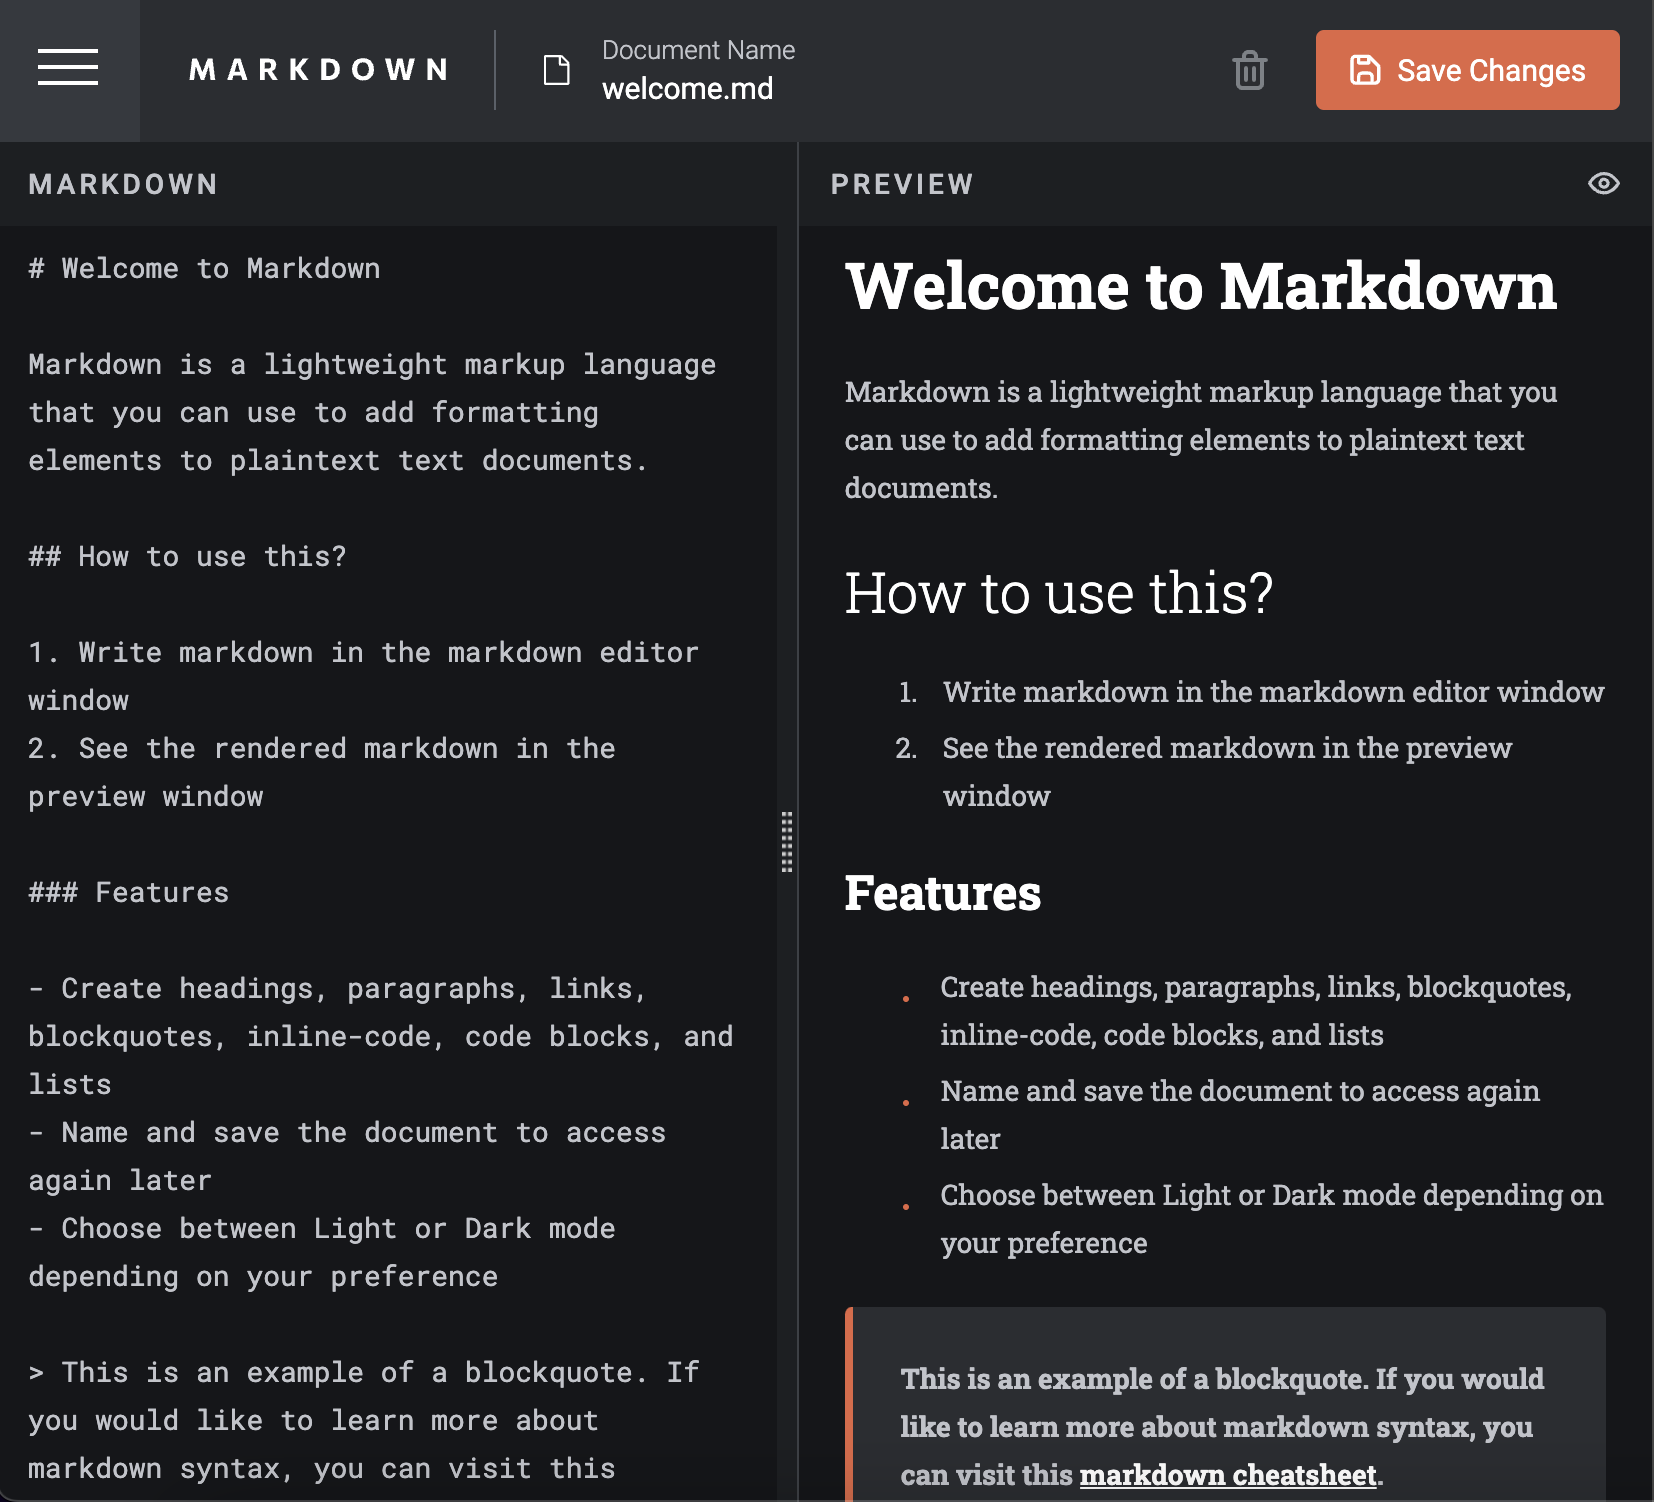 MARKDOWN
Document Name
welcome.md
Save Changes
MARKDOWN
# Welcome to Markdown
Markdown is a lightweight markup language
that you can use to add formatting
elements to plaintext text documents.
## How to use this?
1. Write markdown in the markdown editor
window
2. See the rendered markdown in the
preview window
### Features
- Create headings, paragraphs, links,
blockquotes, inline-code, code blocks, and
lists
- Name and save the document to access
again later
- Choose between Light or Dark mode
depending on your preference
> This is an example of a blockquote. If
you would like to learn more about
markdown syntax, you can visit this
PREVIEW
Welcome to Markdown
Markdown is a lightweight markup language that you
can use to add formatting elements to plaintext text
documents.
How to use this?
1. Write markdown in the markdown editor window
2. See the rendered markdown in the preview
window
Features
• Create headings, paragraphs, links, blockquotes,
inline-code, code blocks, and lists
• Name and save the document to access again
later
• Choose between Light or Dark mode depending on
your preference
This is an example of a blockquote. If you would
like to learn more about markdown syntax, you
can visit this markdown cheatsheet.